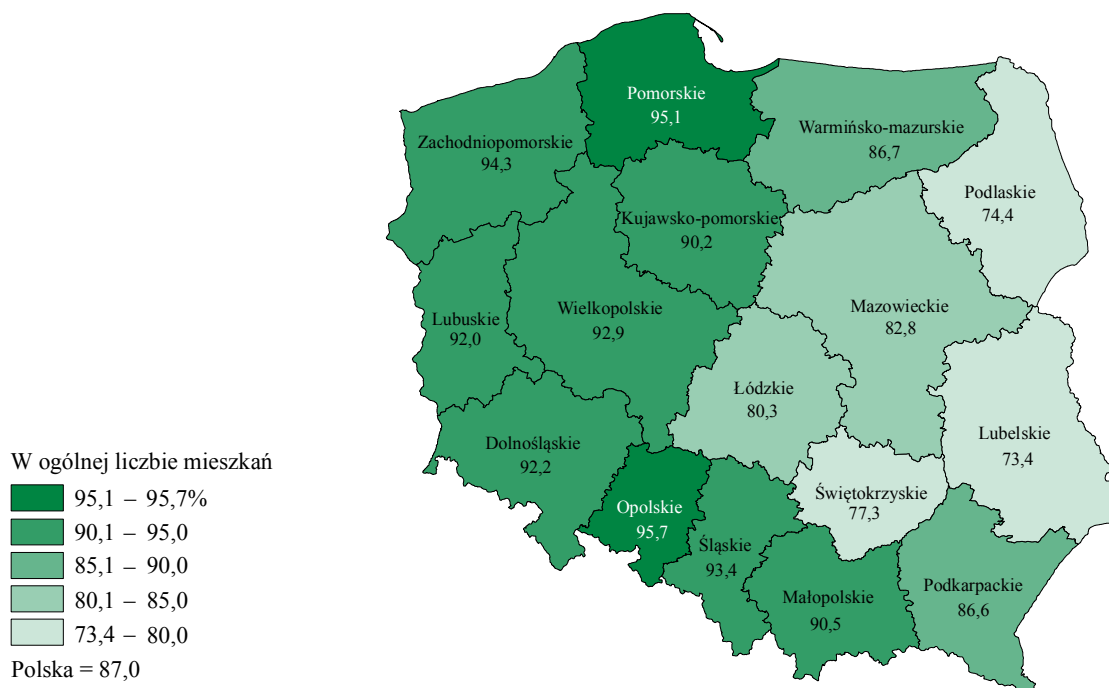 Pomorskie
95,1
Zachodniopomorskie
94,3
Warmińsko-mazurskie
86,7
Podlaskie
74,4
Kujawsko-pomorskie
90,2
Wielkopolskie
92,9
Mazowieckie
82,8
Lubuskie
92,0
Łódzkie
80,3
Dolnośląskie
92,2
Lubelskie
73,4
Opolskie
95,7
Świętokrzyskie
77,3
Śląskie
93,4
Małopolskie
90,5
Podkarpackie
86,6
W ogólnej liczbie mieszkań
95,1 – 95,7%
90,1 – 95,0
85,1 – 90,0
80,1 – 85,0
73,4 – 80,0
Polska = 87,0